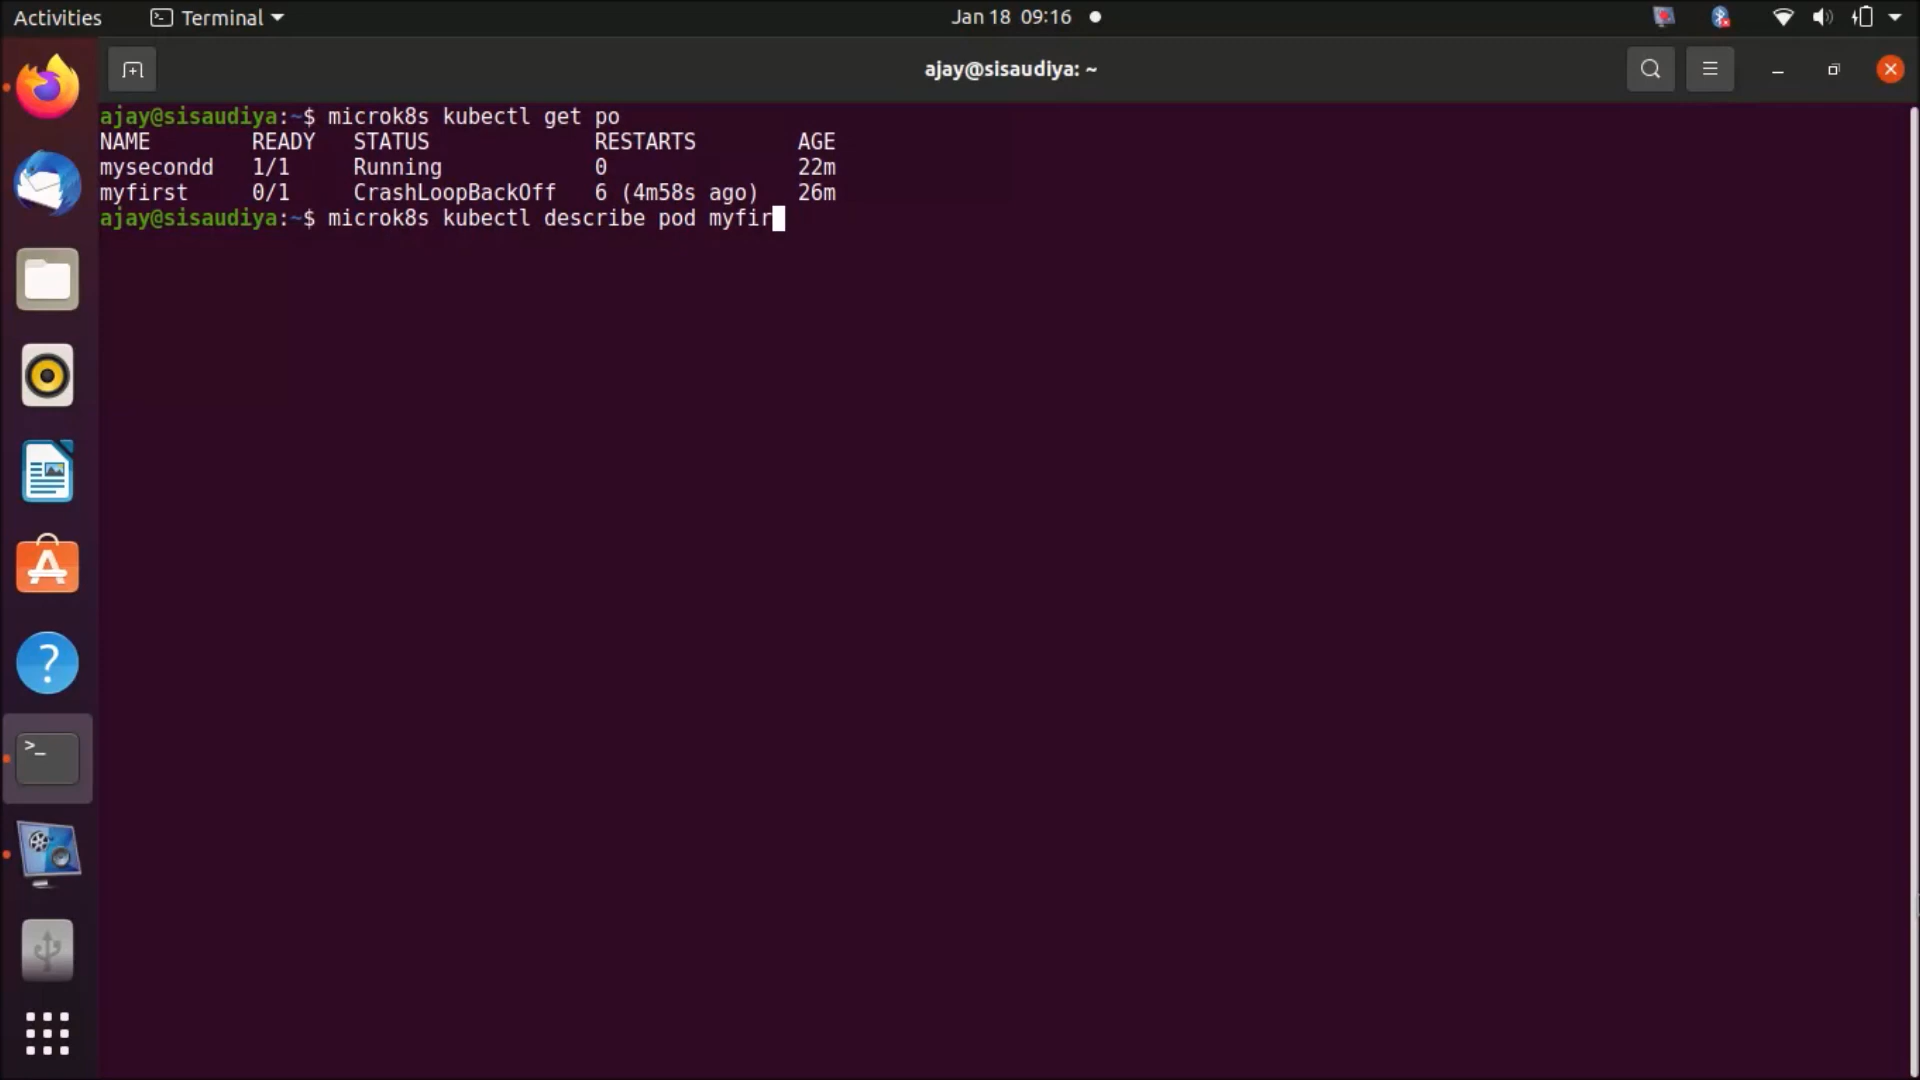 Activities Terminal Jan 18 09:16
ajay@sisaudiya: ~
ajay@sisaudiya:~$ microk8s kubectl get po
NAME READY STATUS RESTARTS AGE
mysecondd 1/1 Running 0 22m
myfirst 0/1 CrashLoopBackOff 6 (4m58s ago) 26m
ajay@sisaudiya:~$ microk8s kubectl describe pod myfir